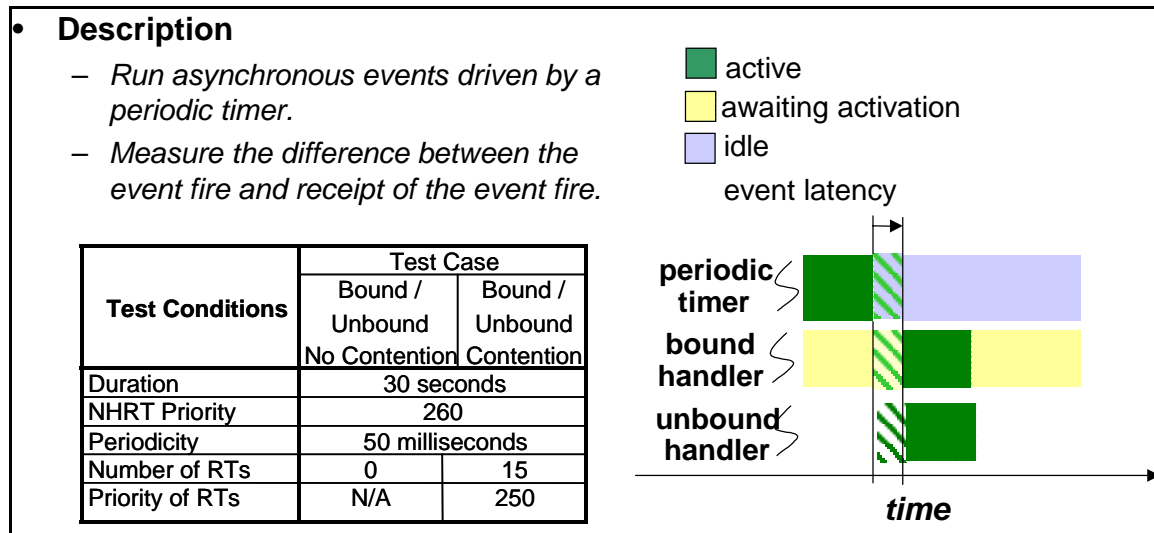 • Description
– Run asynchronous events driven by a
periodic timer.
– Measure the difference between the
event fire and receipt of the event fire.
Test Conditions
Test Case
Bound /
Unbound
No Contention
Bound /
Unbound
Contention
Duration 30 seconds
NHRT Priority 260
Periodicity 50 milliseconds
Number of RTs 0 15
Priority of RTs N/A 250
active
awaiting activation
idle
event latency
periodic
timer
bound
handler
unbound
handler
time